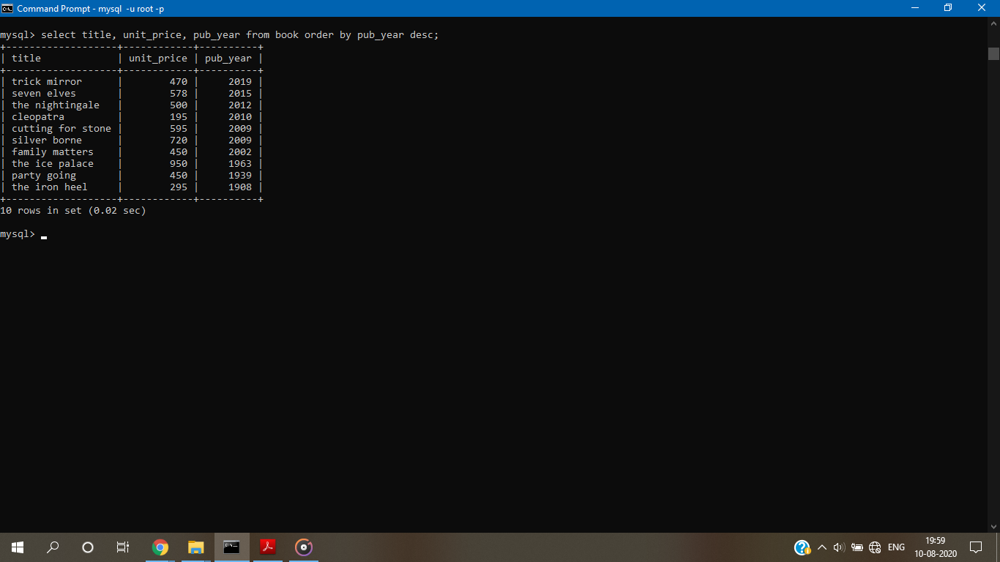 Command Prompt - mysql  -u root -p
mysql> select title, unit_price, pub_year from book order by pub_year desc;
+-------------------+------------+----------+
| title             | unit_price | pub_year |
+-------------------+------------+----------+
| trick mirror      |        470 |     2019 |
| seven elves       |        578 |     2015 |
| the nightingale   |        500 |     2012 |
| cleopatra         |        195 |     2010 |
| cutting for stone |        595 |     2009 |
| silver borne      |        720 |     2009 |
| family matters    |        450 |     2002 |
| the ice palace    |        950 |     1963 |
| party going       |        450 |     1939 |
| the iron heel     |        295 |     1908 |
+-------------------+------------+----------+
10 rows in set (0.02 sec)
mysql>
ENG
19:59
10-08-2020